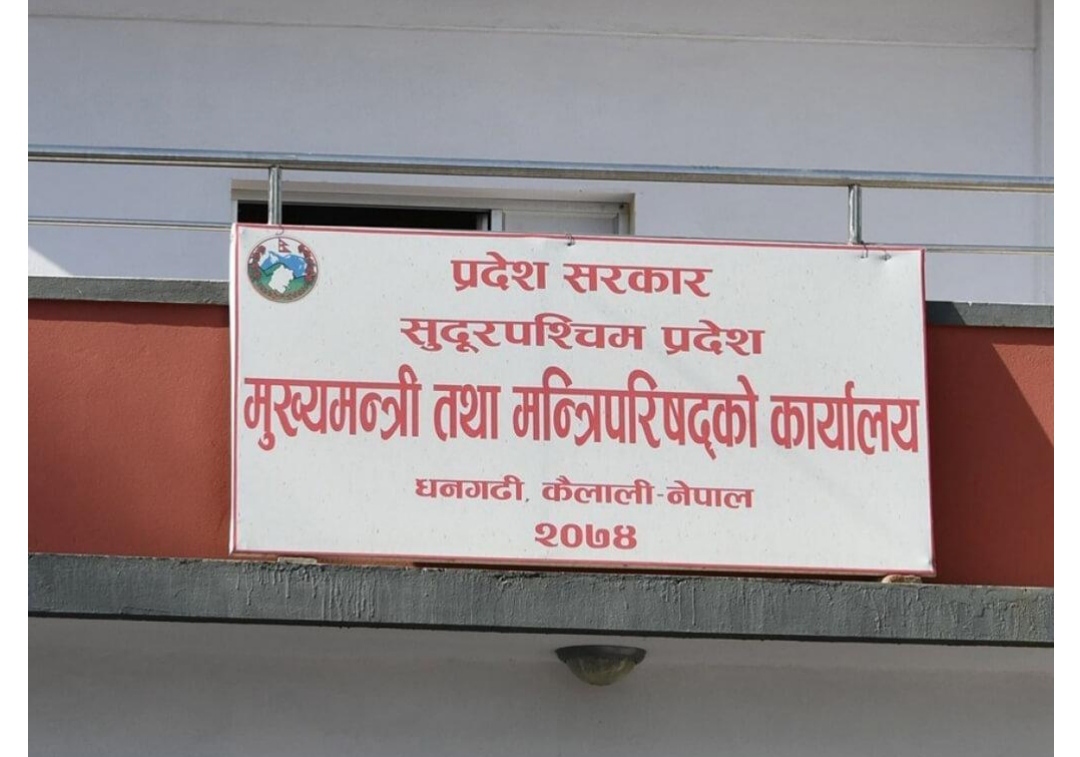 प्रदेश सरकार
सुदूरपश्चिम प्रदेश
मुख्यमन्त्री तथा मन्त्रिपरिषद्को कार्यालय
धनगढी, कैलाली-नेपाल
२०७४